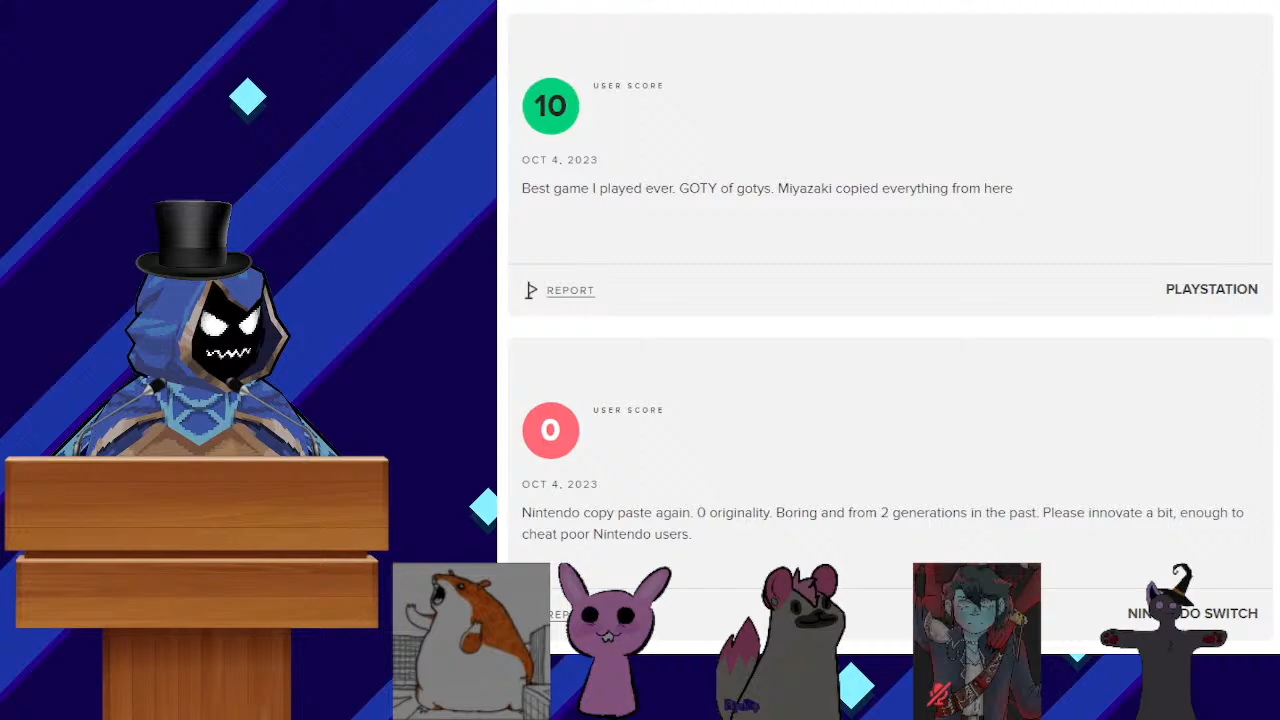 10
USER SCORE
OCT 4, 2023
Best game I played ever. GOTY of gotys. Miyazaki copied everything from here
REPORT
PLAYSTATION
0
USER SCORE
OCT 4, 2023
Nintendo copy paste again. 0 originality. Boring and from 2 generations in the past. Please innovate a bit, enough to
cheat poor Nintendo users.